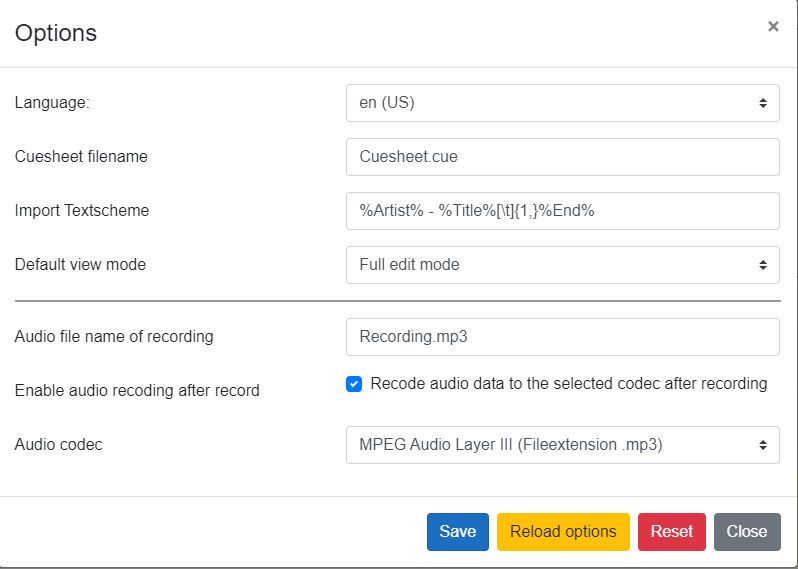 Options ×
Language: en (US)
Cuesheet filename Cuesheet.cue
Import Textscheme %Artist% - %Title%[\t]{1,}%End%
Default view mode Full edit mode
Audio file name of recording Recording.mp3
Enable audio recoding after record Recode audio data to the selected codec after recording
Audio codec MPEG Audio Layer III (Fileextension .mp3)
Save Reload options Reset Close